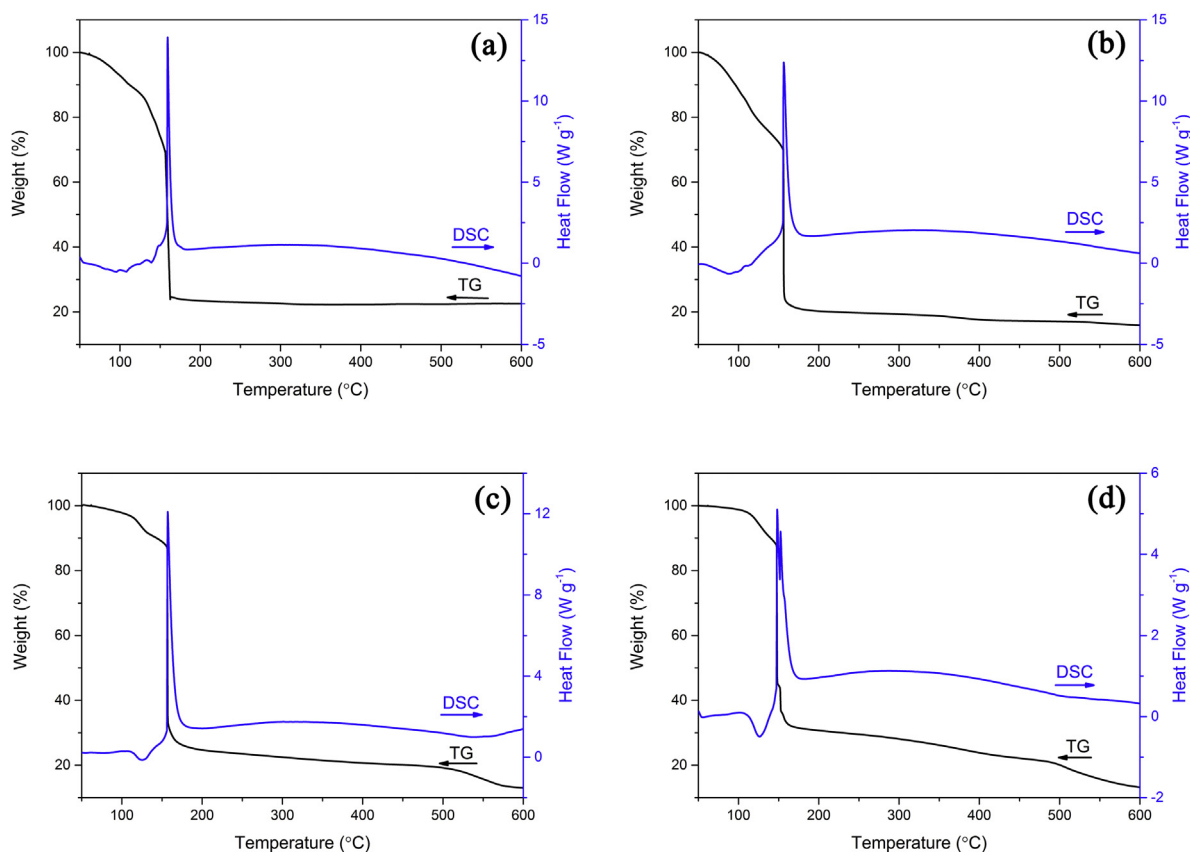 (a)
Weight (%)
100
80
60
40
20
15
10
5
0
-5
Heat Flow (W g⁻¹)
DSC
TG
100 200 300 400 500 600
Temperature (°C)
(b)
Weight (%)
100
80
60
40
20
15
10
5
0
-5
Heat Flow (W g⁻¹)
DSC
TG
100 200 300 400 500 600
Temperature (°C)
(c)
Weight (%)
100
80
60
40
20
12
8
4
0
Heat Flow (W g⁻¹)
DSC
TG
100 200 300 400 500 600
Temperature (°C)
(d)
Weight (%)
100
80
60
40
20
6
4
2
0
-2
Heat Flow (W g⁻¹)
DSC
TG
100 200 300 400 500 600
Temperature (°C)